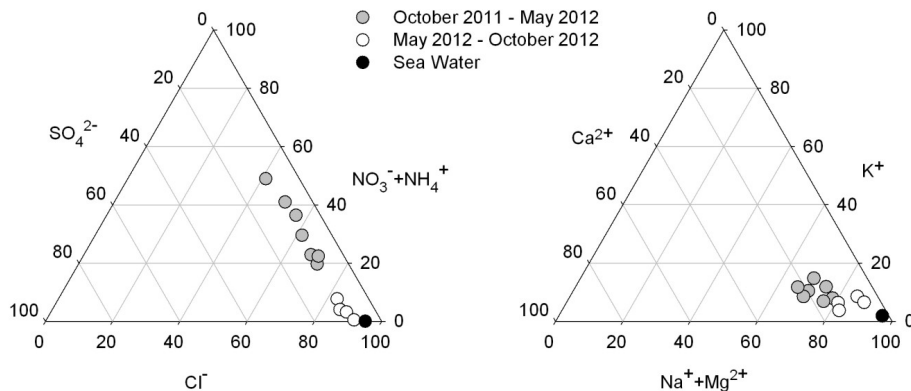 0 100
October 2011 - May 2012
May 2012 - October 2012
Sea Water
0 100
20 80
20 80
SO₄²⁻
40 60
NO₃⁻+NH₄⁺
Ca²⁺
40 60
K⁺
60 40
60 40
80 20
80 20
100 0
100 0
0 20 40 60 80 100
0 20 40 60 80 100
Cl⁻
Na⁺+Mg²⁺